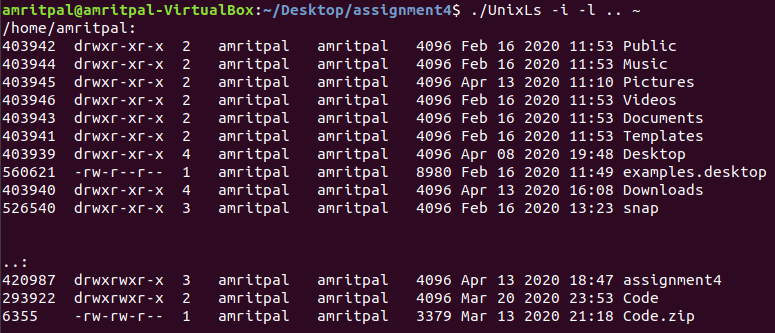 amritpal@amritpal-VirtualBox:~/Desktop/assignment4$ ./UnixLs -i -l .. ~
/home/amritpal:
403942  drwxr-xr-x  2   amritpal   amritpal   4096 Feb 16 2020 11:53 Public
403944  drwxr-xr-x  2   amritpal   amritpal   4096 Feb 16 2020 11:53 Music
403945  drwxr-xr-x  2   amritpal   amritpal   4096 Apr 13 2020 11:10 Pictures
403946  drwxr-xr-x  2   amritpal   amritpal   4096 Feb 16 2020 11:53 Videos
403943  drwxr-xr-x  2   amritpal   amritpal   4096 Feb 16 2020 11:53 Documents
403941  drwxr-xr-x  2   amritpal   amritpal   4096 Feb 16 2020 11:53 Templates
403939  drwxr-xr-x  4   amritpal   amritpal   4096 Apr 08 2020 19:48 Desktop
560621  -rw-r--r--  1   amritpal   amritpal   8980 Feb 16 2020 11:49 examples.desktop
403940  drwxr-xr-x  4   amritpal   amritpal   4096 Apr 13 2020 16:08 Downloads
526540  drwxr-xr-x  3   amritpal   amritpal   4096 Feb 16 2020 13:23 snap
..:
420987  drwxrwxr-x  3   amritpal   amritpal   4096 Apr 13 2020 18:47 assignment4
293922  drwxrwxr-x  2   amritpal   amritpal   4096 Mar 20 2020 23:53 Code
6355    -rw-rw-r--  1   amritpal   amritpal   3379 Mar 13 2020 21:18 Code.zip